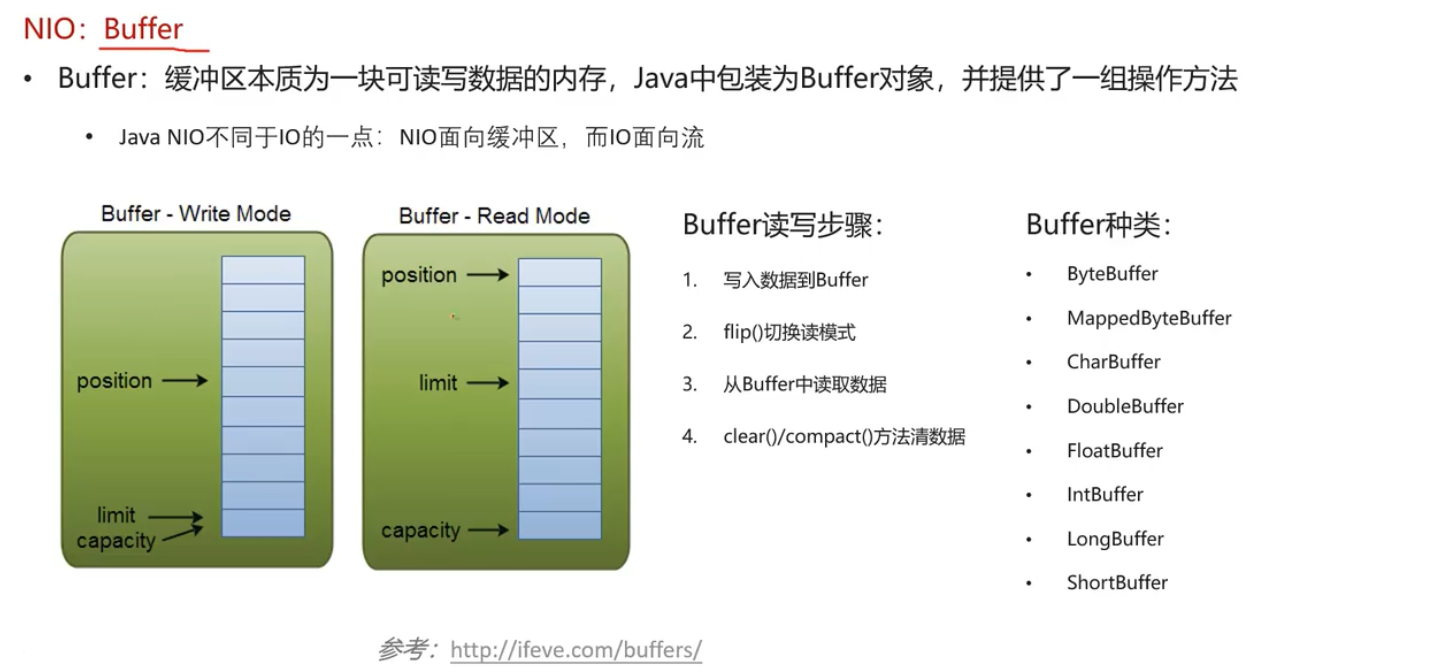 NIO：Buffer
• Buffer：缓冲区本质为一块可读写数据的内存，Java中包装为Buffer对象，并提供了一组操作方法
• Java NIO不同于IO的一点：NIO面向缓冲区，而IO面向流
Buffer - Write Mode
position
limit
capacity
Buffer - Read Mode
position
limit
capacity
Buffer读写步骤：
1. 写入数据到Buffer
2. flip()切换读模式
3. 从Buffer中读取数据
4. clear()/compact()方法清数据
Buffer种类：
• ByteBuffer
• MappedByteBuffer
• CharBuffer
• DoubleBuffer
• FloatBuffer
• IntBuffer
• LongBuffer
• ShortBuffer
参考：http://ifeve.com/buffers/